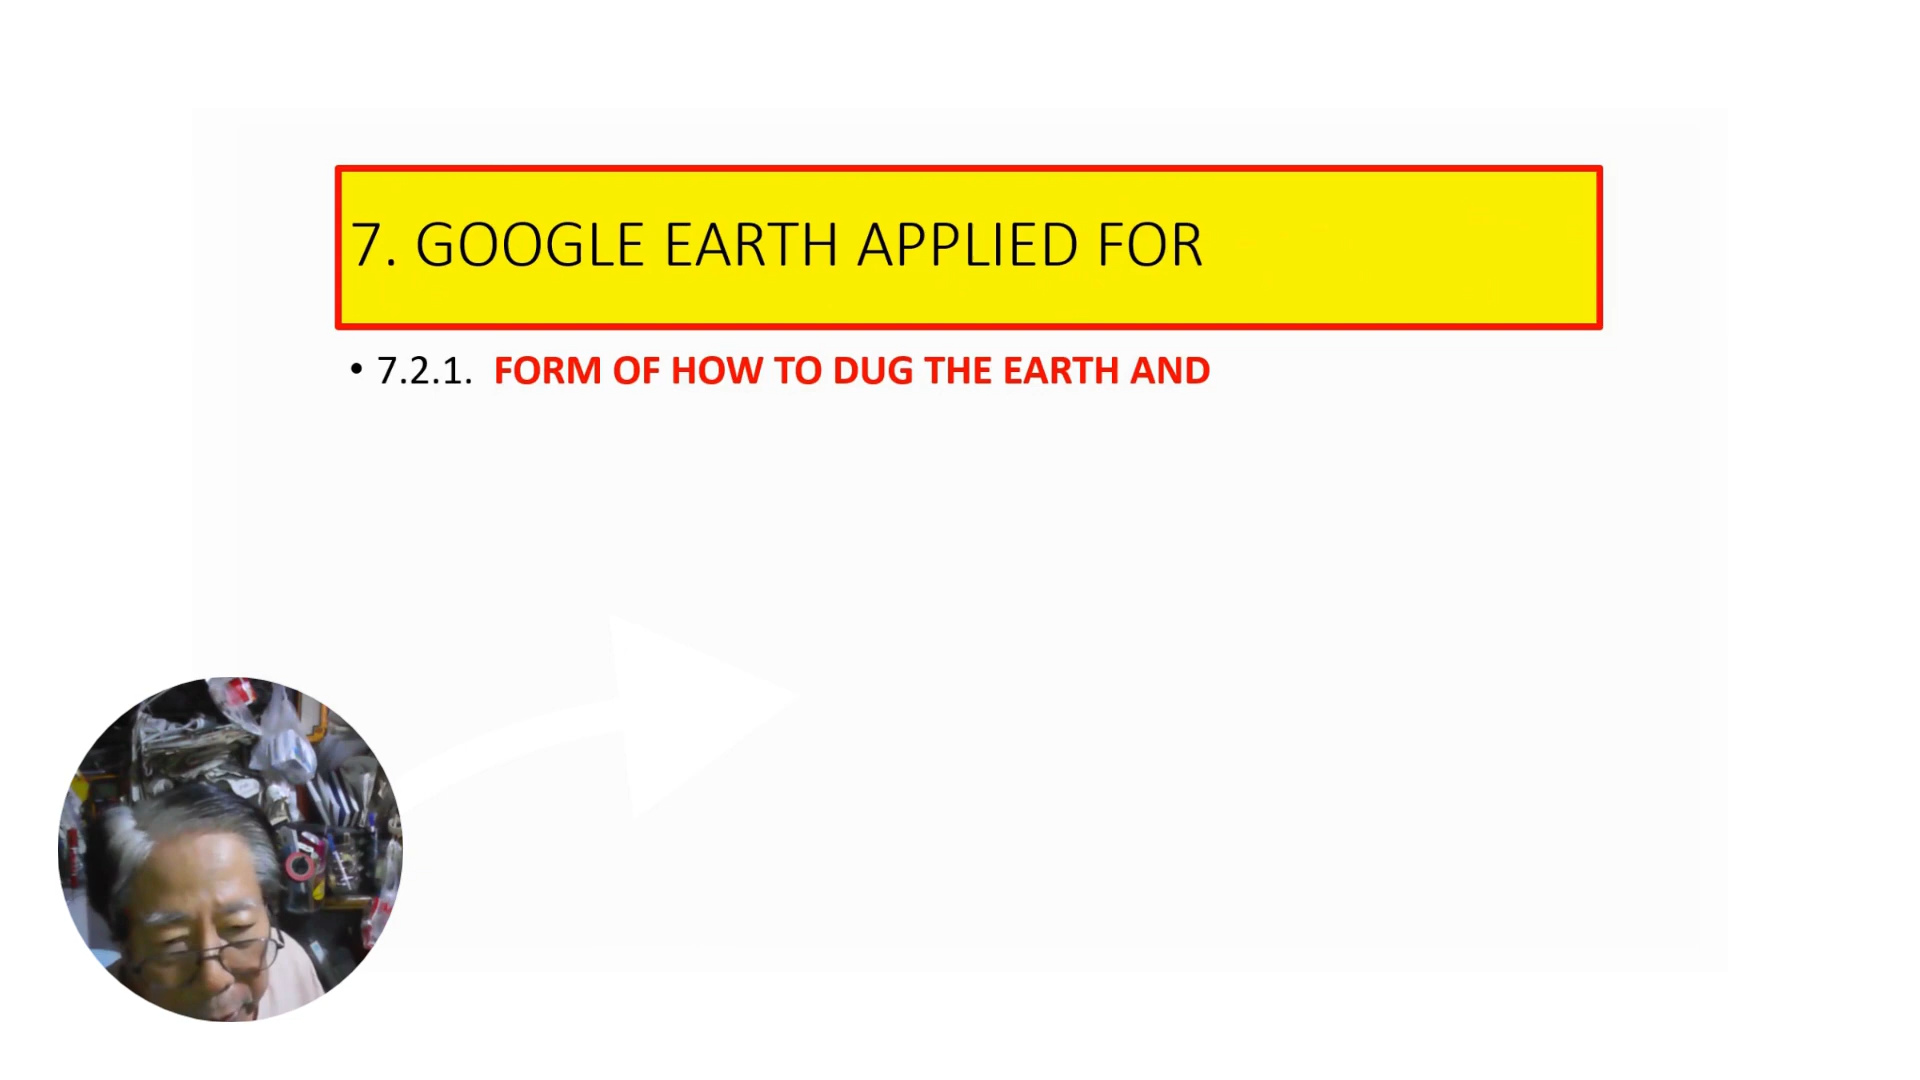 7. GOOGLE EARTH APPLIED FOR
• 7.2.1. FORM OF HOW TO DUG THE EARTH AND